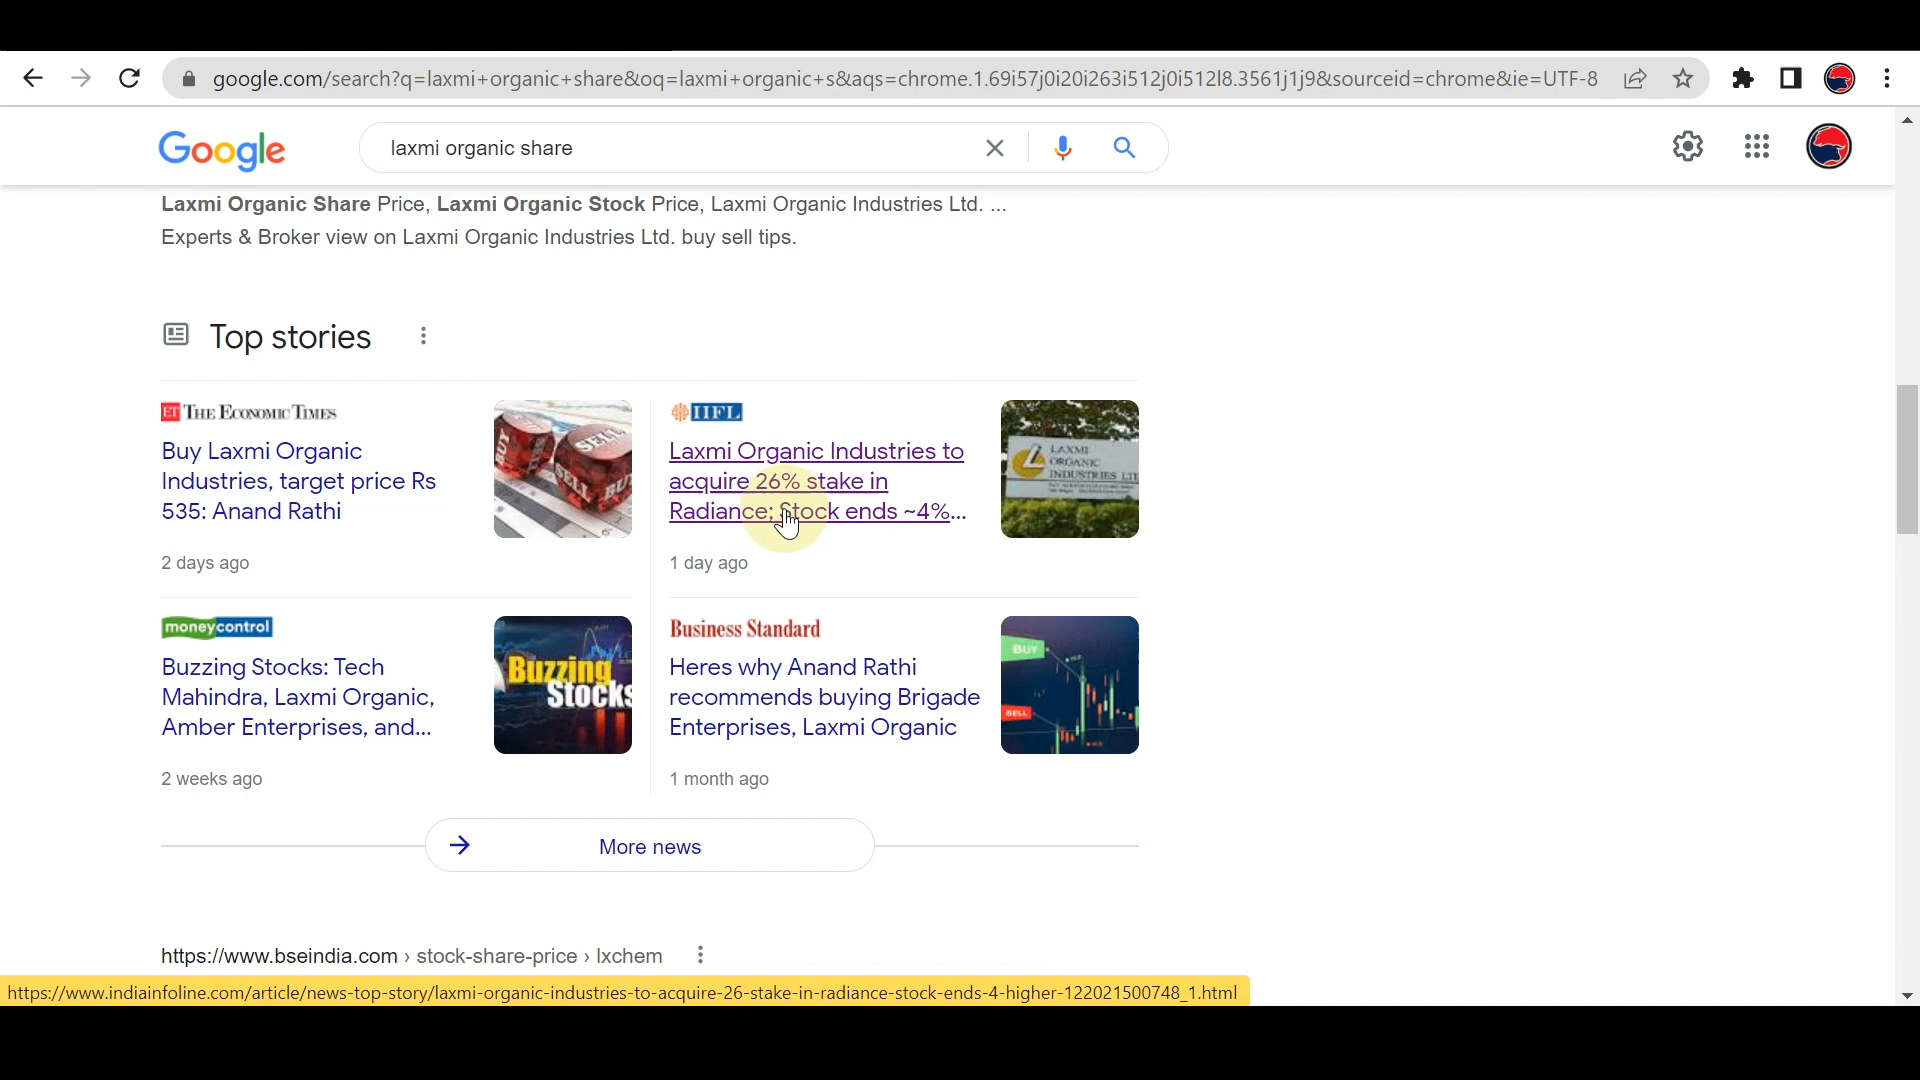 google.com/search?q=laxmi+organic+share&oq=laxmi+organic+s&aqs=chrome.1.69i57j0i20i263i512j0i512l8.3561j1j9&sourceid=chrome&ie=UTF-8
Google
laxmi organic share
Laxmi Organic Share Price, Laxmi Organic Stock Price, Laxmi Organic Industries Ltd. ...
Experts & Broker view on Laxmi Organic Industries Ltd. buy sell tips.
Top stories
ET THE ECONOMIC TIMES
Buy Laxmi Organic
Industries, target price Rs
535: Anand Rathi
2 days ago
BUY
SELL
SELL
BUY
IIFL
Laxmi Organic Industries to
acquire 26% stake in
Radiance; Stock ends ~4%...
1 day ago
LAXMI
ORGANIC
INDUSTRIES LT
moneycontrol
Buzzing Stocks: Tech
Mahindra, Laxmi Organic,
Amber Enterprises, and...
2 weeks ago
Buzzing
Stocks
Business Standard
Heres why Anand Rathi
recommends buying Brigade
Enterprises, Laxmi Organic
1 month ago
BUY
SELL
More news
https://www.bseindia.com › stock-share-price › lxchem
https://www.indiainfoline.com/article/news-top-story/laxmi-organic-industries-to-acquire-26-stake-in-radiance-stock-ends-4-higher-122021500748_1.html